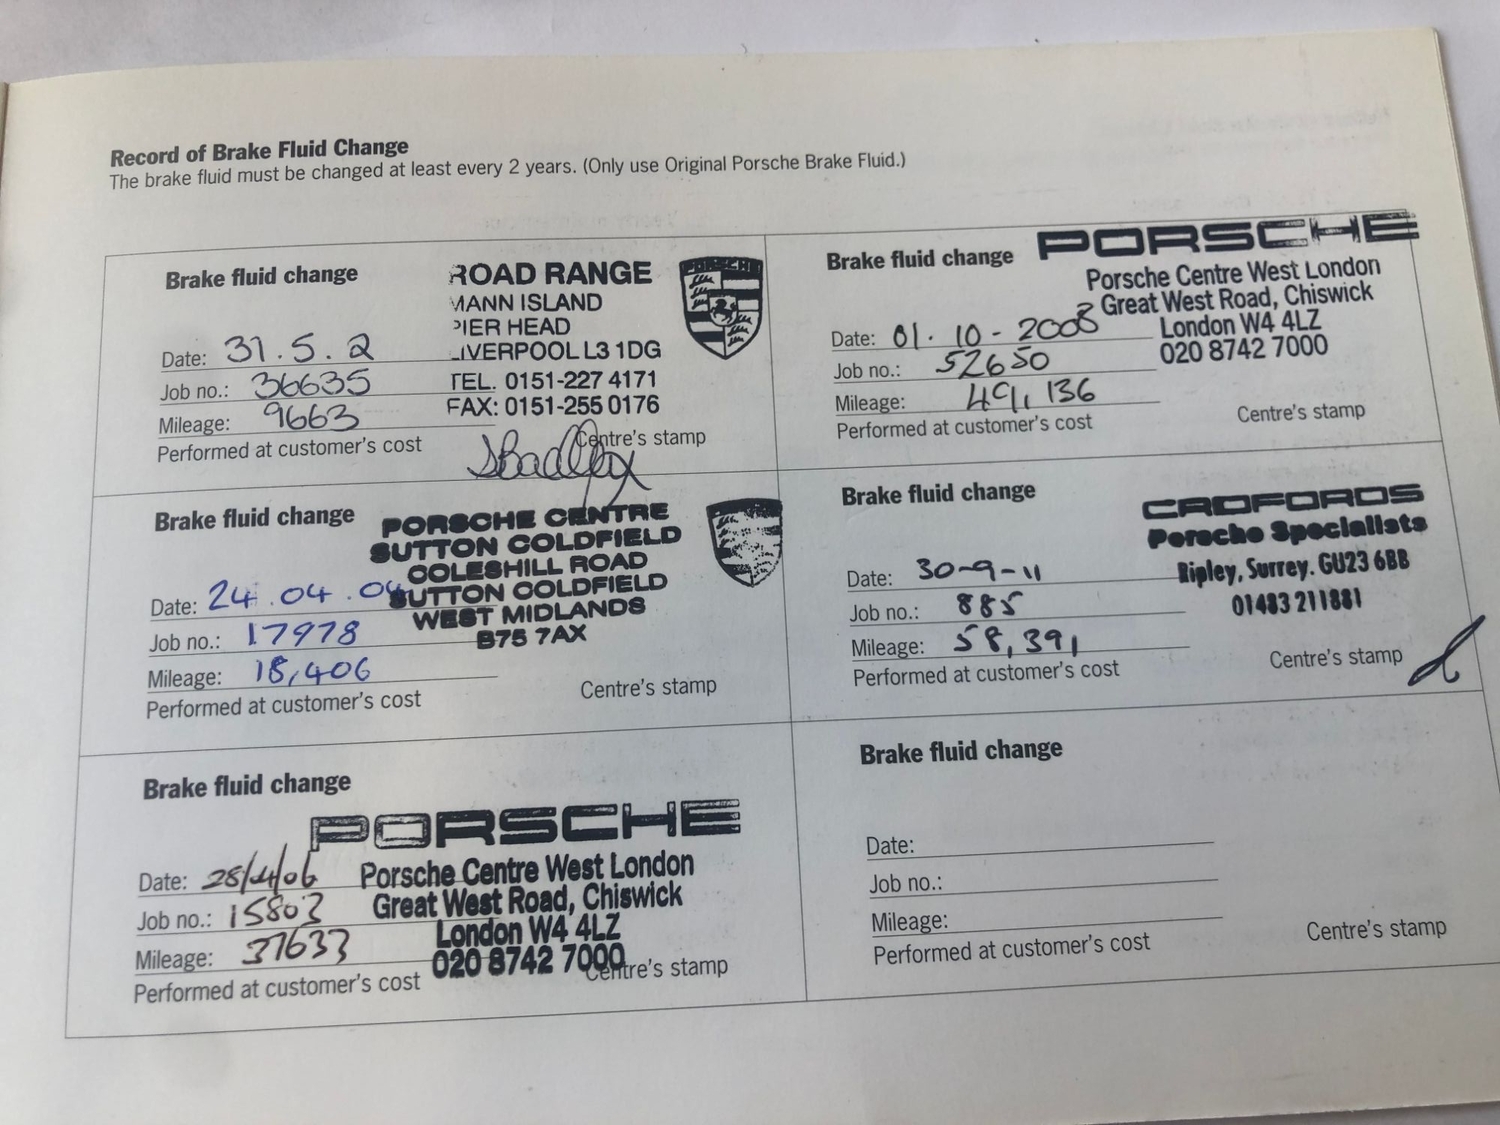 Record of Brake Fluid Change
The brake fluid must be changed at least every 2 years. (Only use Original Porsche Brake Fluid.)
Brake fluid change
ROAD RANGE
MANN ISLAND
PIER HEAD
LIVERPOOL L3 1DG
TEL. 0151-227 4171
FAX: 0151-255 0176
PORSCHE
Date: 31.5.2
Job no.: 36635
Mileage: 9663
Performed at customer's cost
Centre's stamp
Brake fluid change
PORSCHE CENTRE
SUTTON COLDFIELD
COLESHILL ROAD
SUTTON COLDFIELD
WEST MIDLANDS
B75 7AX
Date: 24.04.04
Job no.: 17978
Mileage: 18,406
Performed at customer's cost
Centre's stamp
Brake fluid change
PORSCHE
Porsche Centre West London
Great West Road, Chiswick
London W4 4LZ
020 8742 7000
Date: 28/4/06
Job no.: 15803
Mileage: 37633
Performed at customer's cost
Centre's stamp
Brake fluid change
PORSCHE
Porsche Centre West London
Great West Road, Chiswick
London W4 4LZ
020 8742 7000
Date: 01.10-2008
Job no.: 52650
Mileage: 49,136
Performed at customer's cost
Centre's stamp
Brake fluid change
CROFORDS
Porsche Specialists
Ripley, Surrey. GU23 6BB
01483 211881
Date: 30-9-11
Job no.: 885
Mileage: 58,391
Performed at customer's cost
Centre's stamp
Brake fluid change
Date:
Job no.:
Mileage:
Performed at customer's cost
Centre's stamp